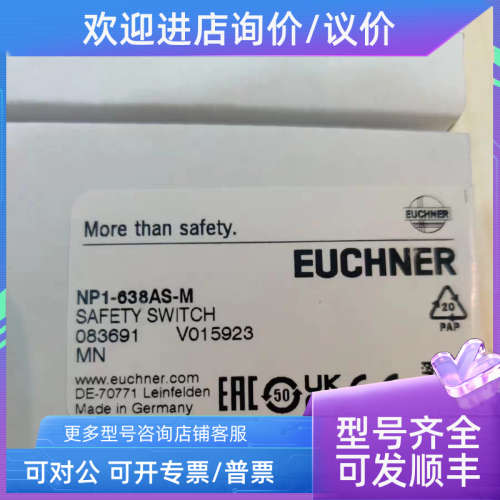 欢迎进店询价/议价
EUCHNER
More than safety.
EUCHNER
NP1-638AS-M
SAFETY SWITCH
083691 V015923
MN
www.euchner.com
DE-70771 Leinfelden
Made in Germany
EAC
50
UK
20
PAP
更多型号咨询店铺客服
可对公 可开专票/普票
型号齐全
可发顺丰